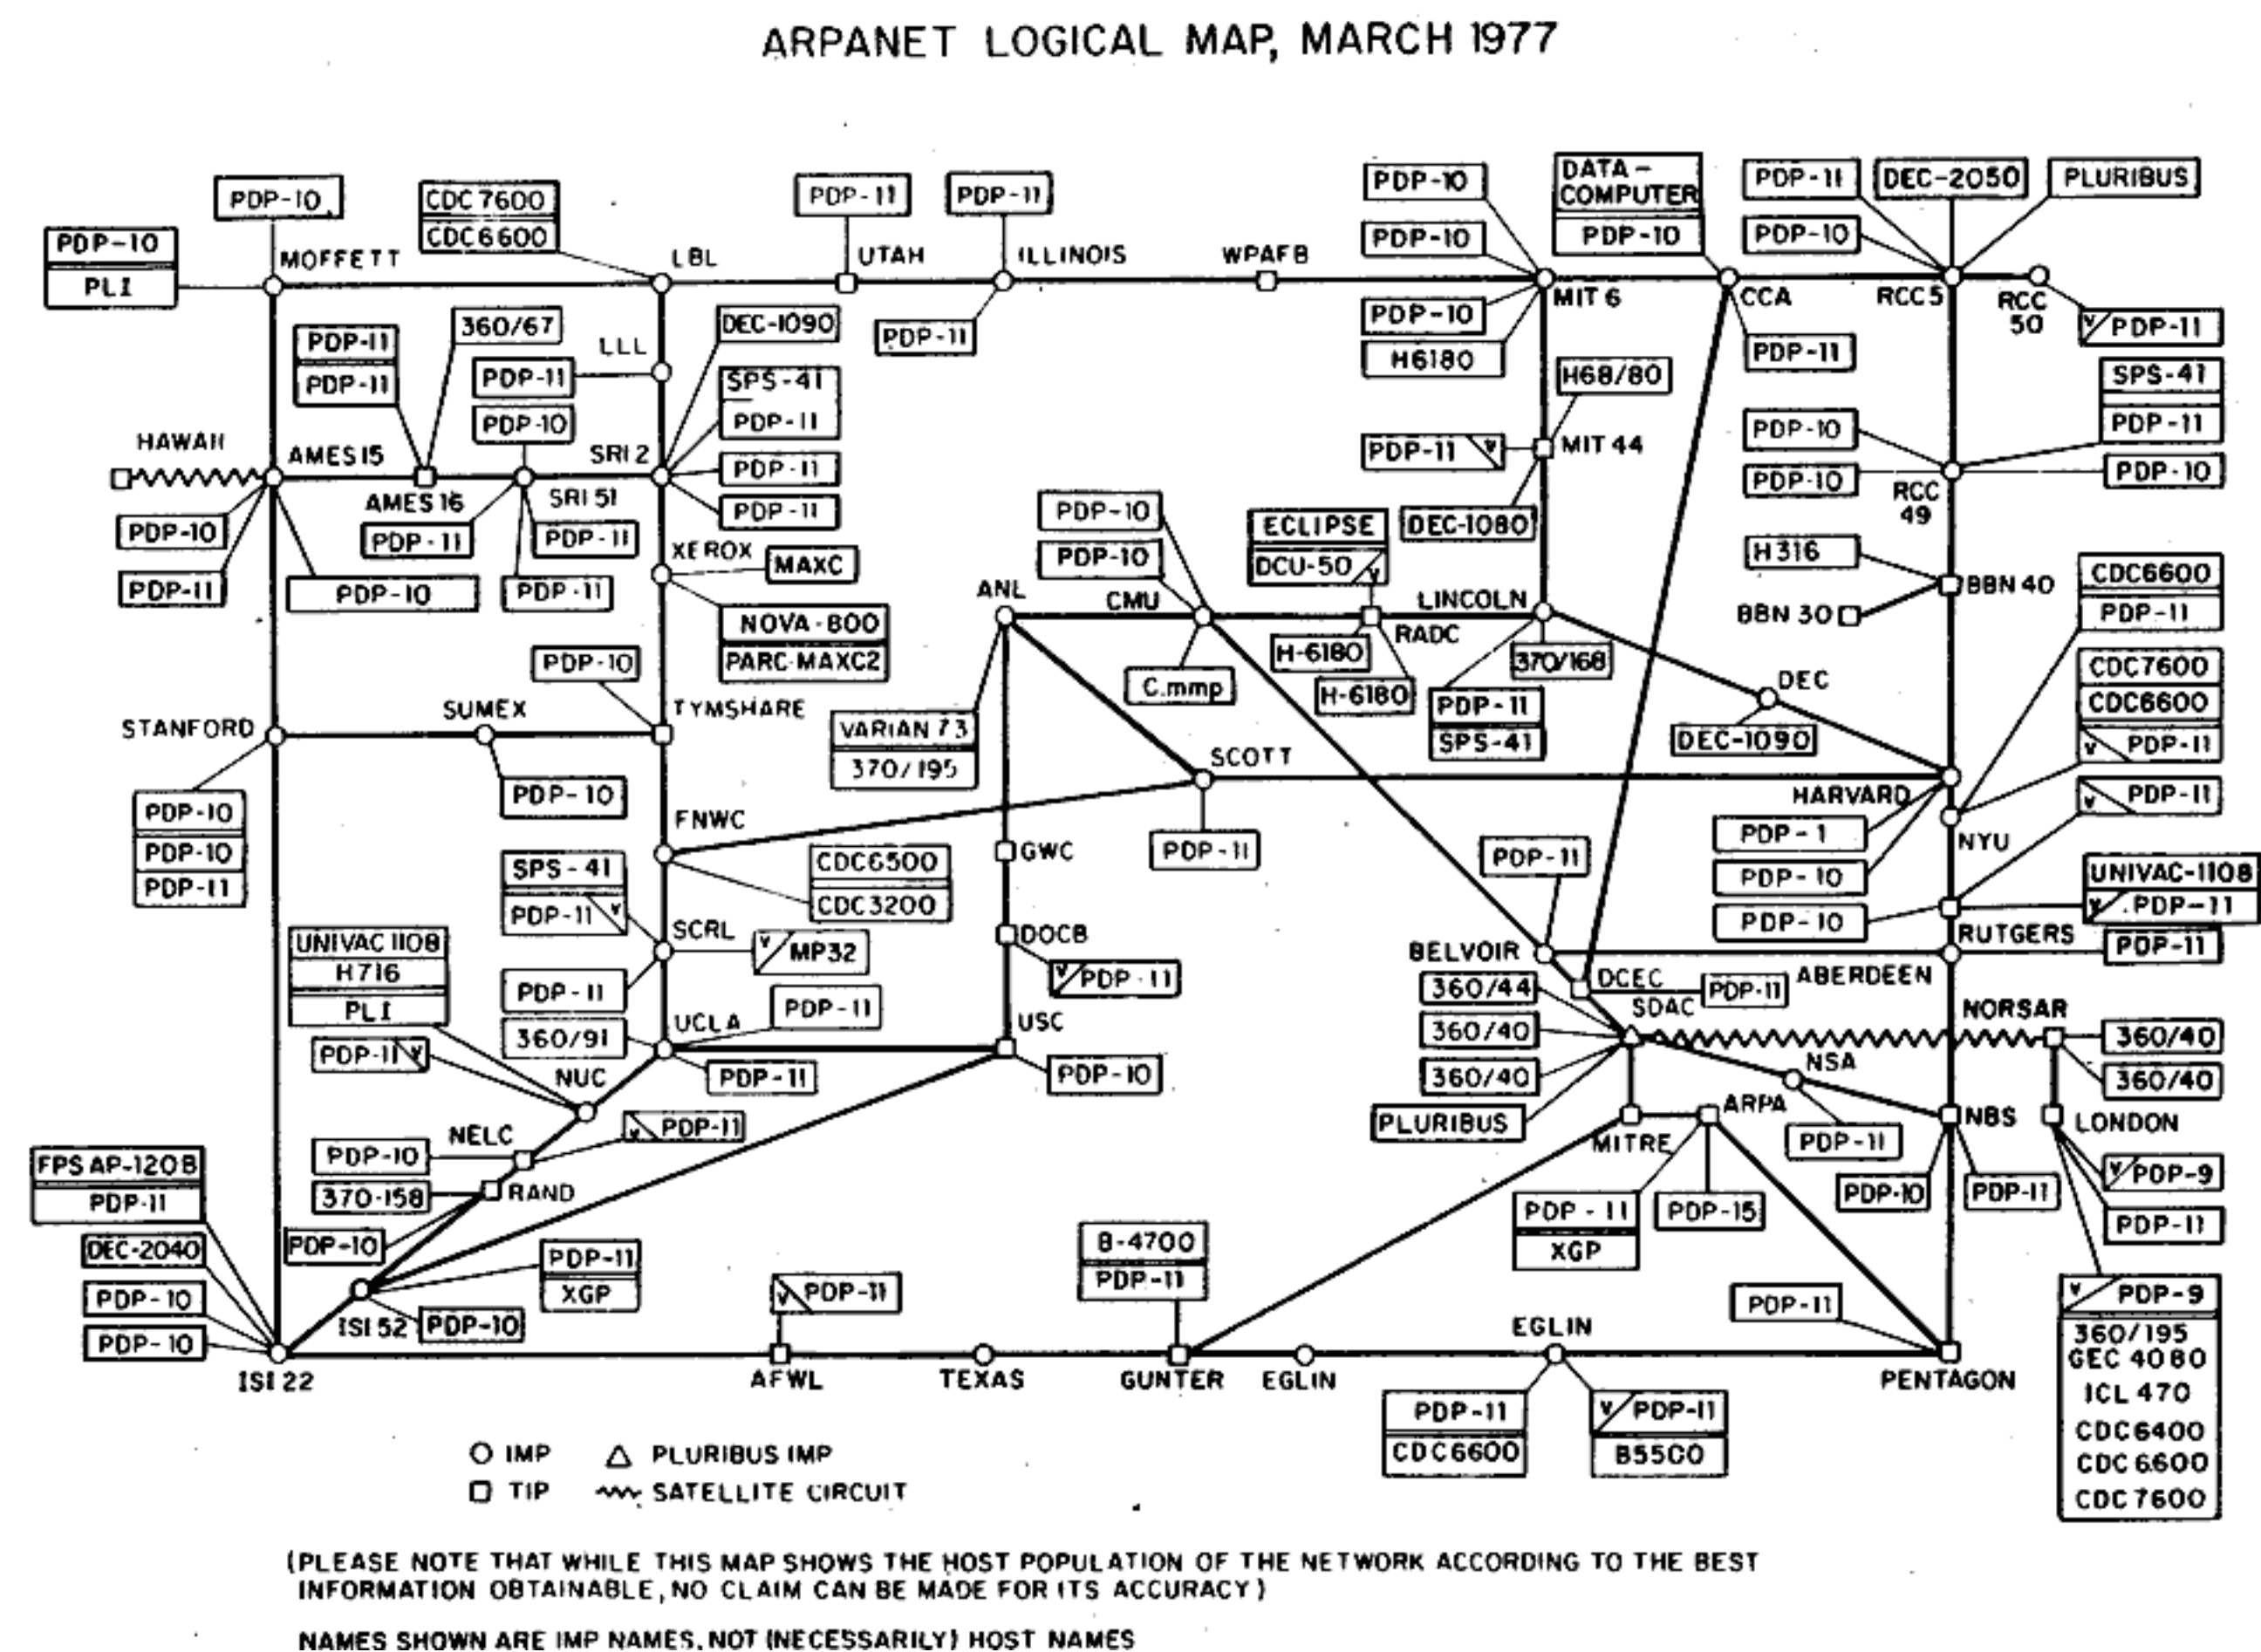 ARPANET LOGICAL MAP, MARCH 1977
PDP-10
PDP-10
PLI
MOFFETT
CDC 7600
CDC6600
LBL
PDP-11
UTAH
PDP-11
ILLINOIS
PDP-11
WPAFB
PDP-10
PDP-10
PDP-10
H6180
MIT 6
DATA-
COMPUTER
PDP-10
CCA
PDP-11
PDP-11
PDP-10
DEC-2050
PLURIBUS
RCC 5
RCC
50
PDP-11
HAWAII
AMES 15
PDP-10
PDP-11
PDP-10
PDP-11
PDP-11
360/67
AMES 16
LLL
PDP-11
PDP-10
SRI 51
PDP-11
PDP-11
PDP-11
SRI 2
DEC-1090
SPS-41
PDP-11
PDP-11
PDP-11
XEROX
MAXC
NOVA-800
PARC-MAXC2
H68/80
PDP-11
MIT 44
DEC-1080
PDP-10
PDP-10
SPS-41
PDP-11
PDP-10
RCC
49
H316
BBN 40
BBN 30
ANL
VARIAN 73
370/195
PDP-10
PDP-10
CMU
C.mmp
ECLIPSE
DCU-50
RADC
H-6180
H-6180
LINCOLN
370/168
PDP-11
SPS-41
DEC
DEC-1090
CDC6600
PDP-11
CDC7600
CDC6600
PDP-11
HARVARD
PDP-1
PDP-10
NYU
PDP-11
UNIVAC-1108
PDP-11
PDP-10
RUTGERS
PDP-11
ABERDEEN
STANFORD
PDP-10
PDP-10
PDP-11
SUMEX
PDP-10
PDP-10
TYMSHARE
FNWC
CDC6500
CDC3200
SCOTT
PDP-11
SPS-41
PDP-11
SCRL
MP32
PDP-11
GWC
DOCB
PDP-11
UNIVAC 1108
H716
PLI
PDP-11
NUC
360/91
UCLA
PDP-11
PDP-11
USC
PDP-10
PDP-11
BELVOIR
DCEC
PDP-11
SDAC
360/44
360/40
360/40
PLURIBUS
NORSAR
360/40
360/40
NSA
PDP-11
NBS
PDP-10
PDP-11
LONDON
PDP-9
PDP-11
PDP-9
360/195
GEC 4080
ICL 470
CDC6400
CDC6600
CDC7600
MITRE
ARPA
PDP-11
XGP
PDP-15
NELC
PDP-10
PDP-11
RAND
370-158
PDP-10
FPS AP-120B
PDP-11
DEC-2040
PDP-10
PDP-10
ISI 22
ISI 52
PDP-11
XGP
PDP-10
PDP-11
AFWL
TEXAS
B-4700
PDP-11
GUNTER
EGLIN
EGLIN
PDP-11
CDC6600
PDP-11
B5500
PDP-11
PENTAGON
IMP
PLURIBUS IMP
TIP
SATELLITE CIRCUIT
(PLEASE NOTE THAT WHILE THIS MAP SHOWS THE HOST POPULATION OF THE NETWORK ACCORDING TO THE BEST
INFORMATION OBTAINABLE, NO CLAIM CAN BE MADE FOR ITS ACCURACY)
NAMES SHOWN ARE IMP NAMES, NOT (NECESSARILY) HOST NAMES